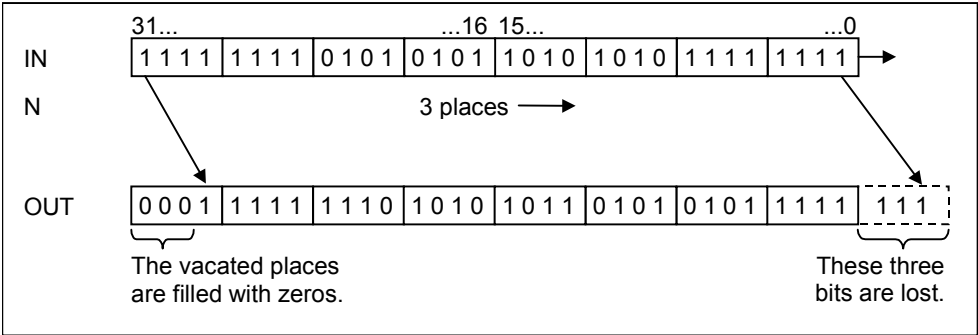 31... ...16 15... ...0
IN 1 1 1 1 1 1 1 1 0 1 0 1 0 1 0 1 1 0 1 0 1 0 1 0 1 1 1 1 1 1 1 1
N 3 places
OUT 0 0 0 1 1 1 1 1 1 1 1 0 1 0 1 0 1 0 1 1 0 1 0 1 0 1 0 1 1 1 1 1 1 1 1
The vacated places These three
are filled with zeros. bits are lost.